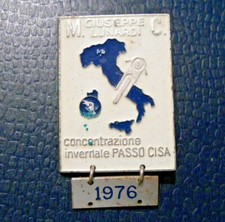 M. GIUSEPPE C.
LUNARDI
concentrazione
invernale PASSO CISA
1976